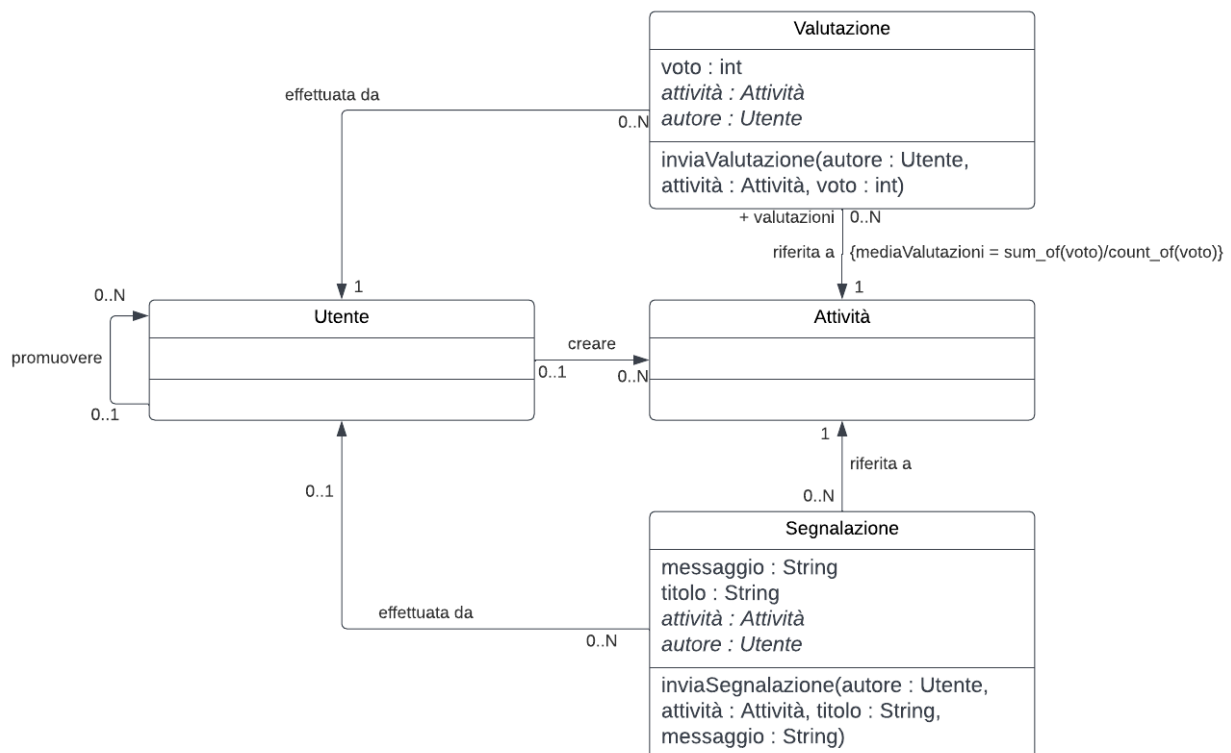 Valutazione
voto : int
attività : Attività
autore : Utente
inviaValutazione(autore : Utente,
attività : Attività, voto : int)
effettuata da
0..N
1
+ valutazioni
0..N
riferita a
{mediaValutazioni = sum_of(voto)/count_of(voto)}
1
0..N
promuovere
0..1
Utente
creare
0..1
0..N
Attività
1
riferita a
0..N
0..1
effettuata da
0..N
Segnalazione
messaggio : String
titolo : String
attività : Attività
autore : Utente
inviaSegnalazione(autore : Utente,
attività : Attività, titolo : String,
messaggio : String)